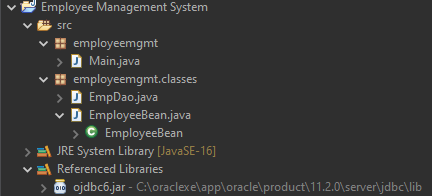 Employee Management System
src
employeemgmt
Main.java
employeemgmt.classes
EmpDao.java
EmployeeBean.java
EmployeeBean
JRE System Library [JavaSE-16]
Referenced Libraries
ojdbc6.jar - C:\oraclexe\app\oracle\product\11.2.0\server\jdbc\lib